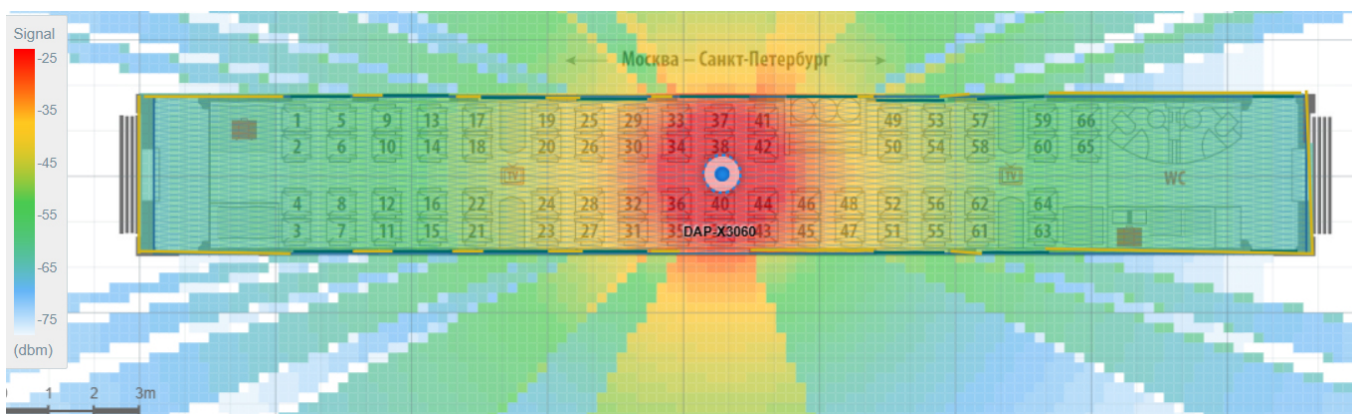 Signal
-25
-35
-45
-55
-65
-75
(dbm)
Москва – Санкт-Петербург
1 5 9 13 17 19 25 29 33 37 41 49 53 57 59 66
2 6 10 14 18 20 26 30 34 38 42 50 54 58 60 65
TV TV WC
4 8 12 16 22 24 28 32 36 40 44 46 48 52 56 62 64
3 7 11 15 21 23 27 31 35 43 45 47 51 55 61 63
DAP-X3060
1 2 3m